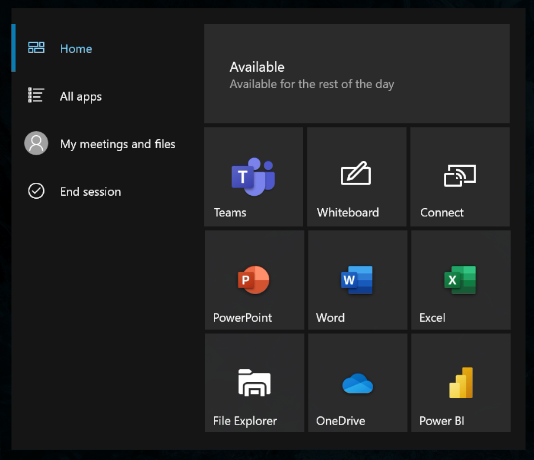 Home
All apps
My meetings and files
End session
Available
Available for the rest of the day
Teams
Whiteboard
Connect
P
PowerPoint
W
Word
X
Excel
File Explorer
OneDrive
Power BI